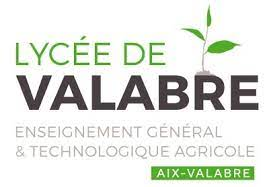 LYCÉE DE
VALABRE
ENSEIGNEMENT GÉNÉRAL
& TECHNOLOGIQUE AGRICOLE
AIX-VALABRE